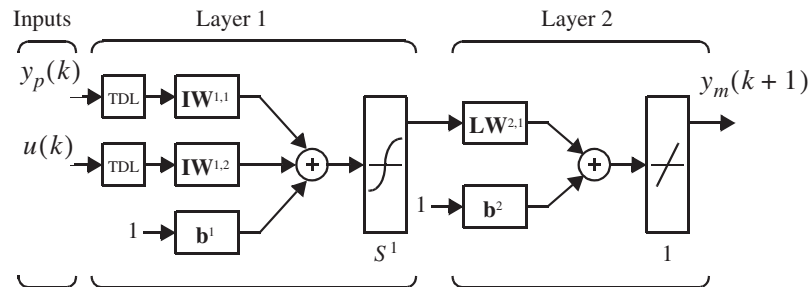 Inputs Layer 1 Layer 2
y_p(k) y_m(k+1)
TDL IW^{1,1}
LW^{2,1}
u(k)
TDL IW^{1,2}
1 b^1
1 b^2
S^1 1